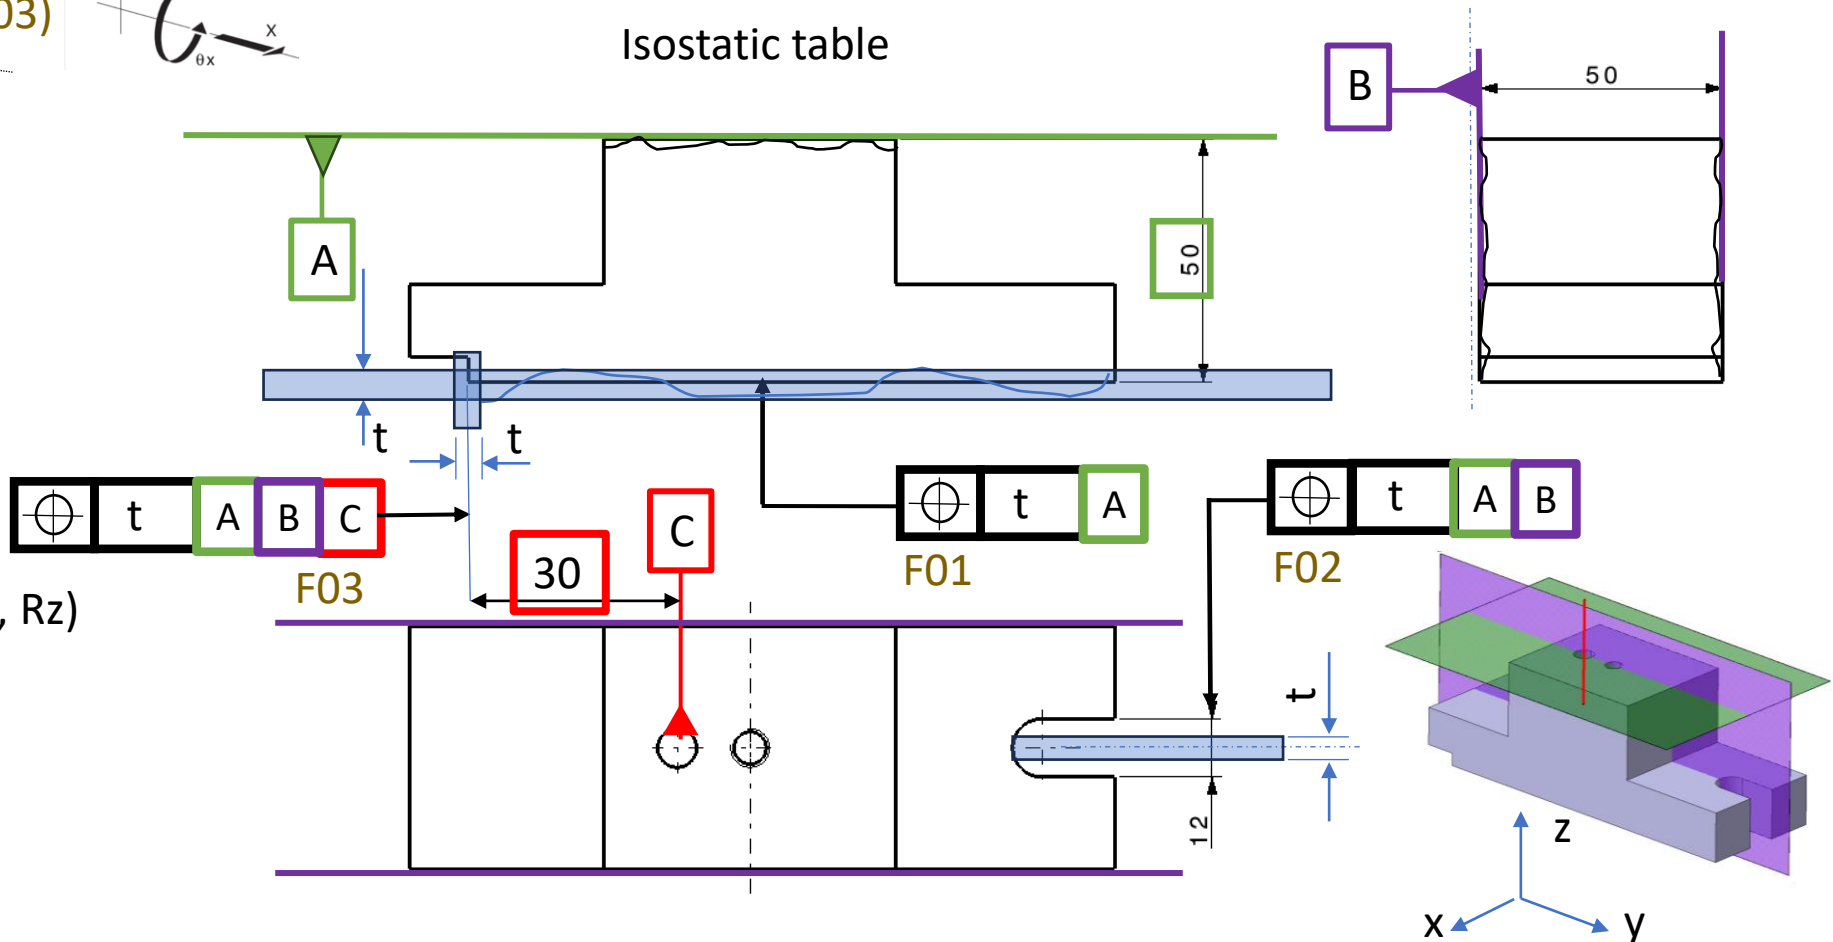 03)
x
θx
Isostatic table
B
50
A
50
t
t
t A B C
F03
, Rz)
30
C
t A
F01
t A B
F02
t
12
z
x
y